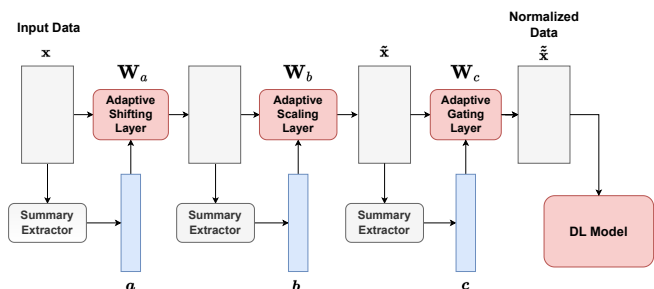 Input Data
x
Normalized
Data
x̃̃
W_a
W_b
x̃
W_c
Adaptive
Shifting
Layer
Adaptive
Scaling
Layer
Adaptive
Gating
Layer
Summary
Extractor
Summary
Extractor
Summary
Extractor
DL Model
a
b
c